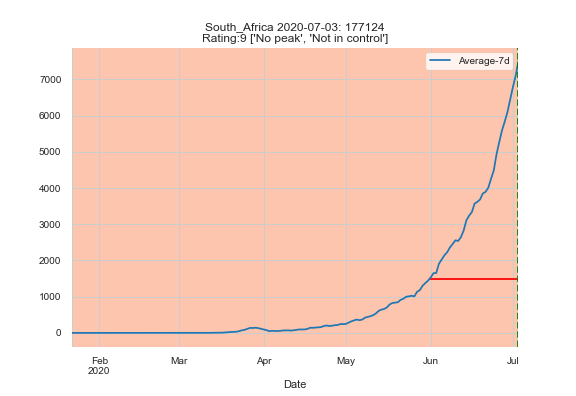 South_Africa 2020-07-03: 177124
Rating:9 ['No peak', 'Not in control']
Average-7d
7000
6000
5000
4000
3000
2000
1000
0
Feb
2020
Mar
Apr
May
Jun
Jul
Date